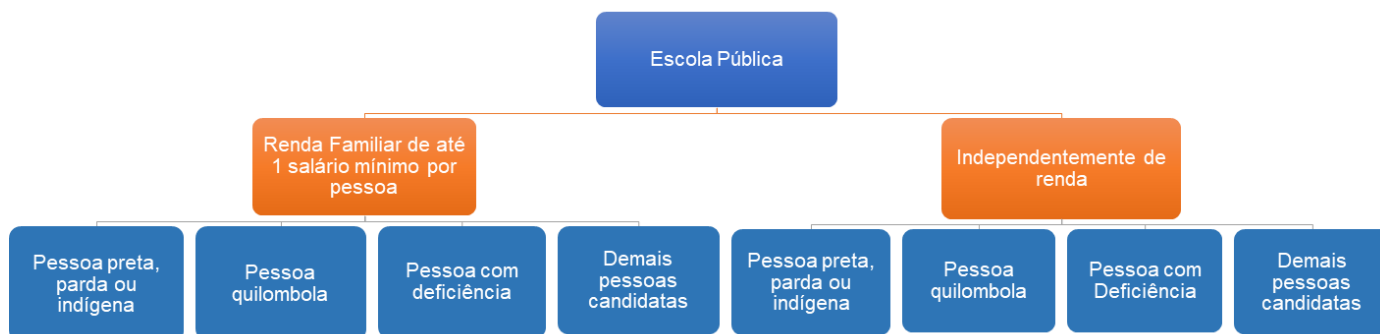 Escola Pública
Renda Familiar de até
1 salário mínimo por
pessoa
Independentemente de
renda
Pessoa preta,
parda ou
indígena
Pessoa
quilombola
Pessoa com
deficiência
Demais
pessoas
candidatas
Pessoa preta,
parda ou
indígena
Pessoa
quilombola
Pessoa com
Deficiência
Demais
pessoas
candidatas